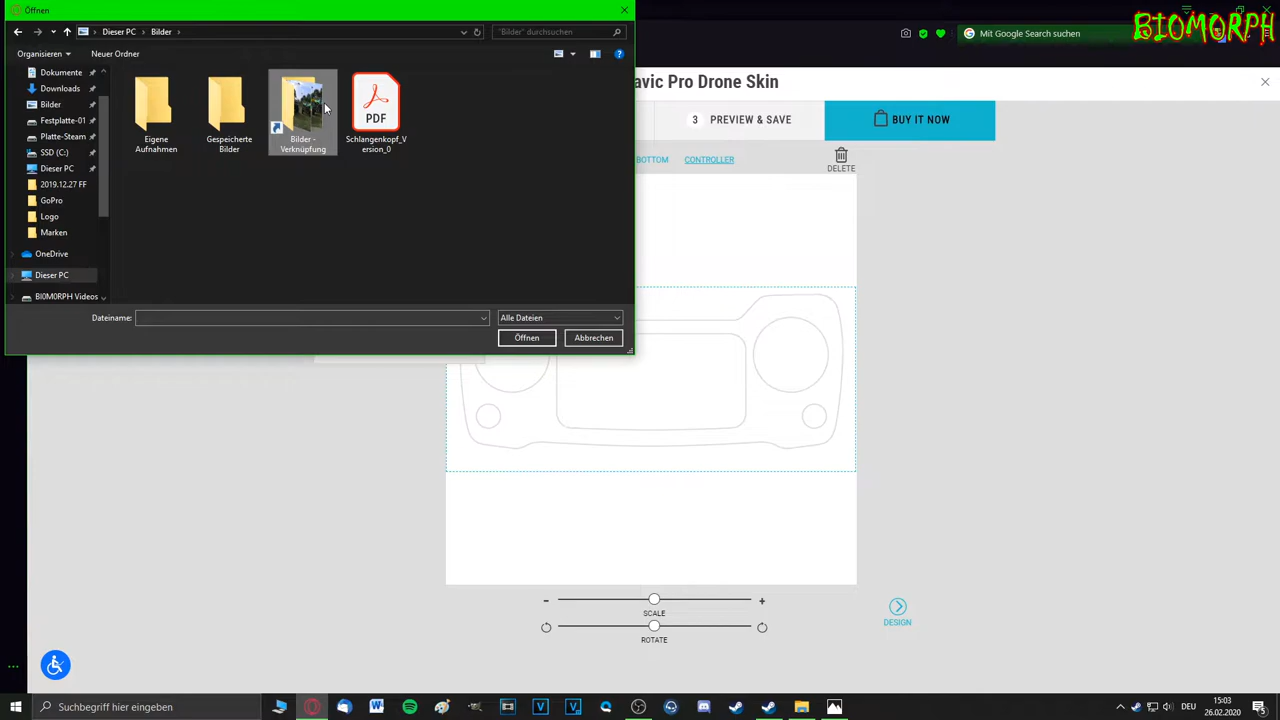 Öffnen
Dieser PC
Bilder
"Bilder" durchsuchen
Organisieren
Neuer Ordner
Mit Google Search suchen
BI0M0RPH
Dokumente
Downloads
Bilder
Festplatte-01
Platte-Steam
SSD (C:)
Dieser PC
2019.12.27 FF
GoPro
Logo
Marken
OneDrive
Dieser PC
BI0M0RPH Videos
Eigene
Aufnahmen
Gespeicherte
Bilder
Bilder -
Verknüpfung
PDF
Schlangenkopf_V
ersion_0
Dateiname:
Alle Dateien
Öffnen
Abbrechen
avic Pro Drone Skin
3 PREVIEW & SAVE
BUY IT NOW
BOTTOM
CONTROLLER
DELETE
SCALE
ROTATE
DESIGN
Suchbegriff hier eingeben
15:03
26.02.2020